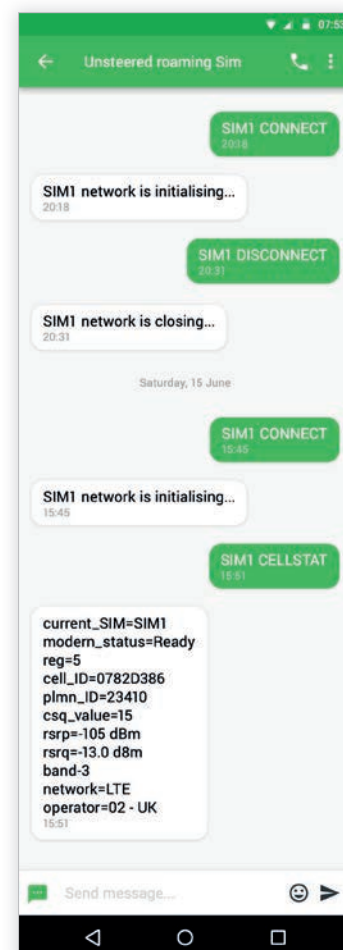 07:53
Unsteered roaming Sim
SIM1 CONNECT
20:18
SIM1 network is initialising...
20:18
SIM1 DISCONNECT
20:31
SIM1 network is closing...
20:31
Saturday, 15 June
SIM1 CONNECT
15:45
SIM1 network is initialising...
15:45
SIM1 CELLSTAT
15:51
current_SIM=SIM1
modern_status=Ready
reg=5
cell_ID=0782D386
plmn_ID=23410
csq_value=15
rsrp=-105 dBm
rsrq=-13.0 d8m
band-3
network=LTE
operator=02 - UK
15:51
Send message...